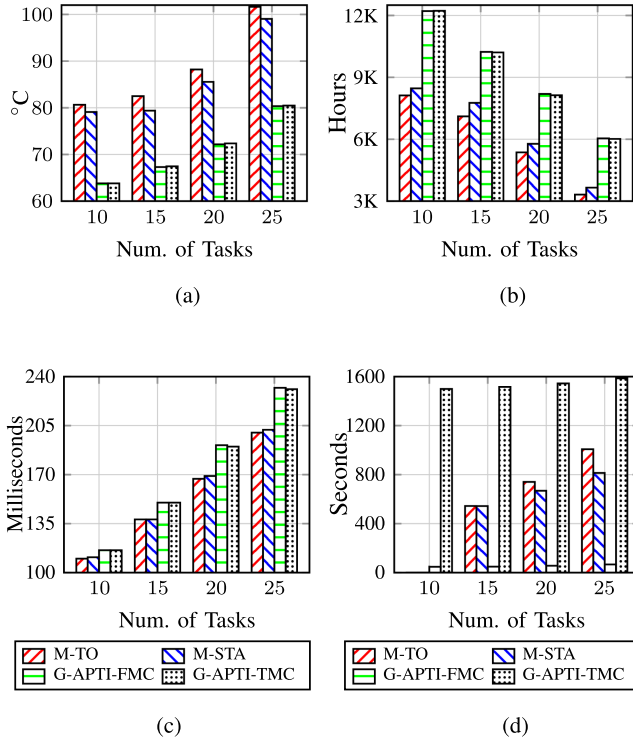 100
90
80
70
60
°C
10 15 20 25
Num. of Tasks
(a)
12K
9K
6K
3K
Hours
10 15 20 25
Num. of Tasks
(b)
240
205
170
135
100
Milliseconds
10 15 20 25
Num. of Tasks
M-TO M-STA
G-APTI-FMC G-APTI-TMC
(c)
1600
1200
800
400
0
Seconds
10 15 20 25
Num. of Tasks
M-TO M-STA
G-APTI-FMC G-APTI-TMC
(d)